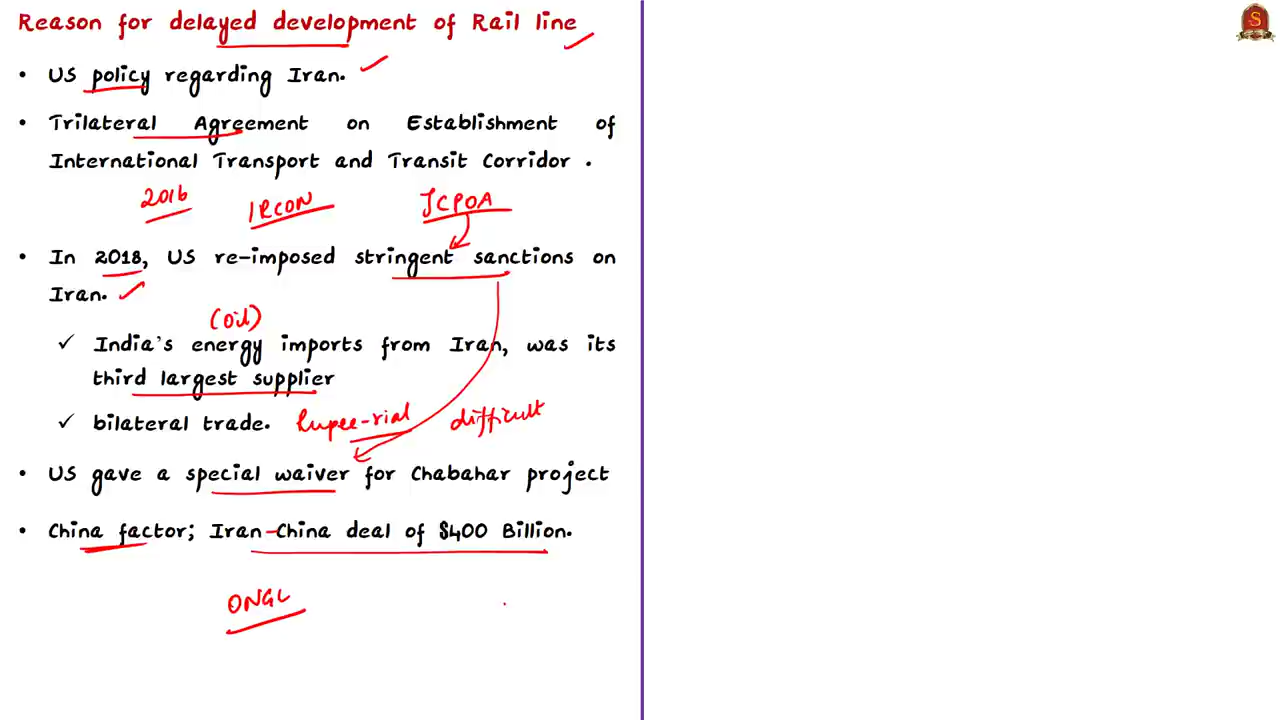 Reason for delayed development of Rail line
• US policy regarding Iran.
• Trilateral Agreement on Establishment of
International Transport and Transit Corridor .
2016 IRCON JCPOA
• In 2018, US re-imposed stringent sanctions on
Iran.
(oil)
✓ India's energy imports from Iran, was its
third largest supplier
✓ bilateral trade. Rupee-rial difficult
• US gave a special waiver for Chabahar project
• China factor; Iran-China deal of $400 Billion.
ONGC
S